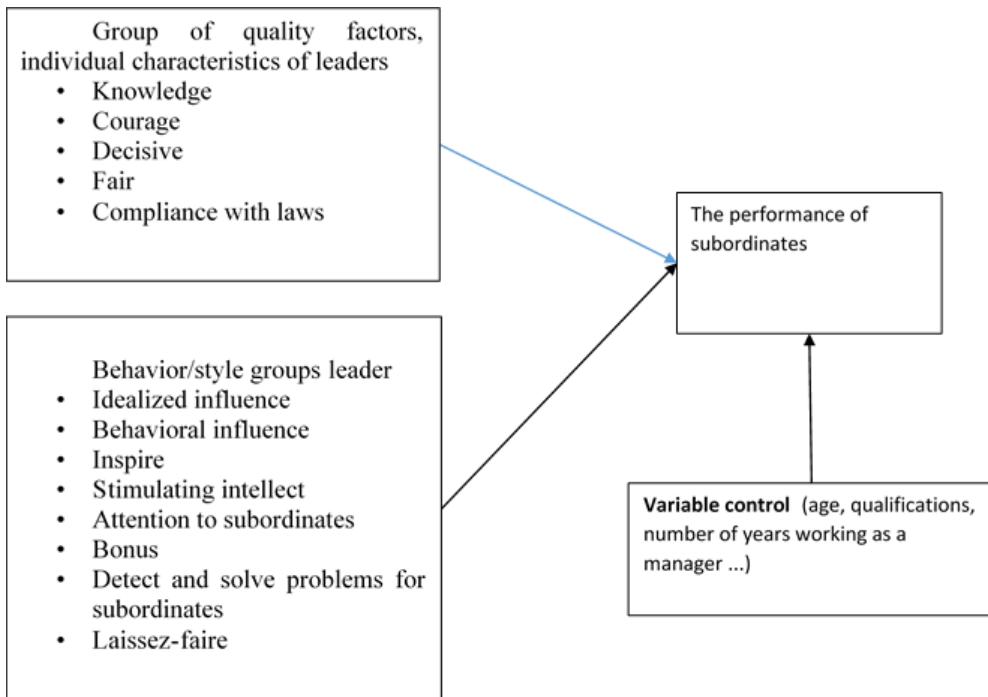 Group of quality factors,
individual characteristics of leaders
• Knowledge
• Courage
• Decisive
• Fair
• Compliance with laws
Behavior/style groups leader
• Idealized influence
• Behavioral influence
• Inspire
• Stimulating intellect
• Attention to subordinates
• Bonus
• Detect and solve problems for
subordinates
• Laissez-faire
The performance of
subordinates
Variable control (age, qualifications,
number of years working as a
manager ...)